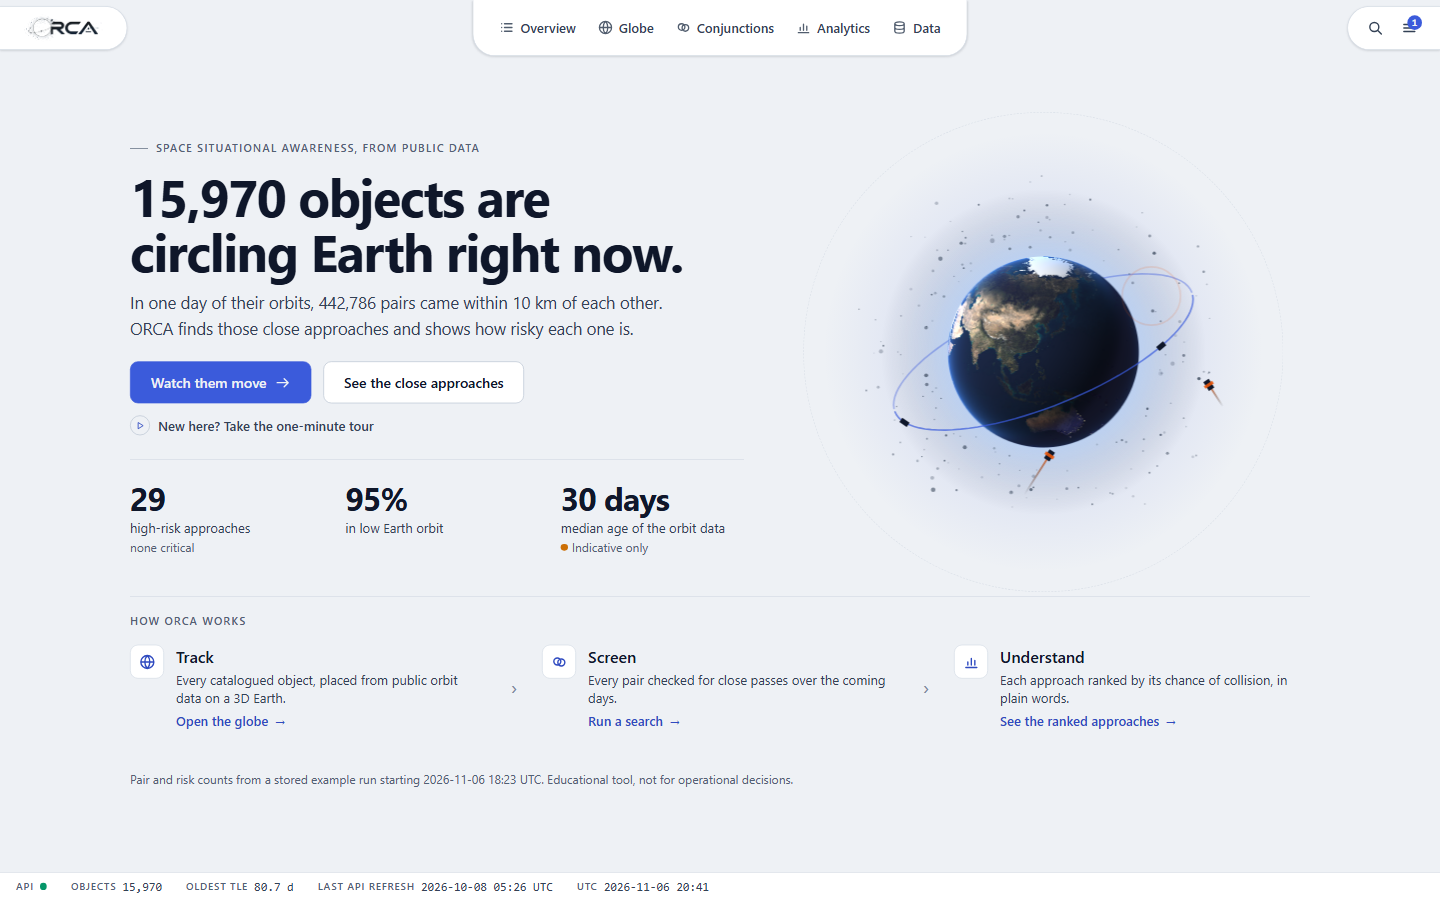 ORCA
Overview
Globe
Conjunctions
Analytics
Data
1
SPACE SITUATIONAL AWARENESS, FROM PUBLIC DATA
15,970 objects are
circling Earth right now.
In one day of their orbits, 442,786 pairs came within 10 km of each other.
ORCA finds those close approaches and shows how risky each one is.
Watch them move →
See the close approaches
New here? Take the one-minute tour
29
high-risk approaches
none critical
95%
in low Earth orbit
30 days
median age of the orbit data
Indicative only
HOW ORCA WORKS
Track
Every catalogued object, placed from public orbit
data on a 3D Earth.
Open the globe →
Screen
Every pair checked for close passes over the coming
days.
Run a search →
Understand
Each approach ranked by its chance of collision, in
plain words.
See the ranked approaches →
Pair and risk counts from a stored example run starting 2026-11-06 18:23 UTC. Educational tool, not for operational decisions.
API
OBJECTS 15,970
OLDEST TLE 80.7 d
LAST API REFRESH 2026-10-08 05:26 UTC
UTC 2026-11-06 20:41